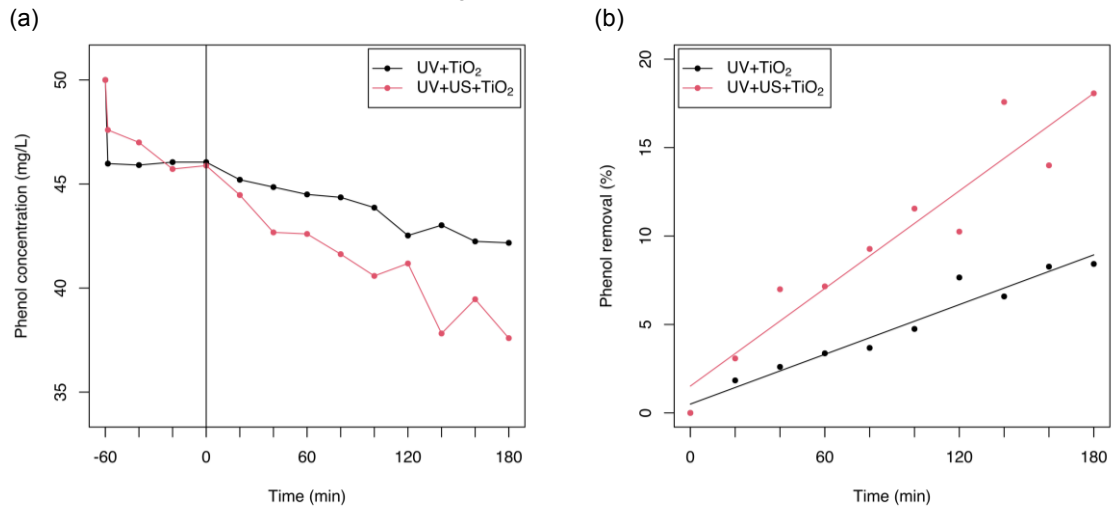 (a)
(b)
UV+TiO₂
UV+US+TiO₂
50
45
40
35
Phenol concentration (mg/L)
-60
0
60
120
180
Time (min)
UV+TiO₂
UV+US+TiO₂
20
15
10
5
0
Phenol removal (%)
0
60
120
180
Time (min)